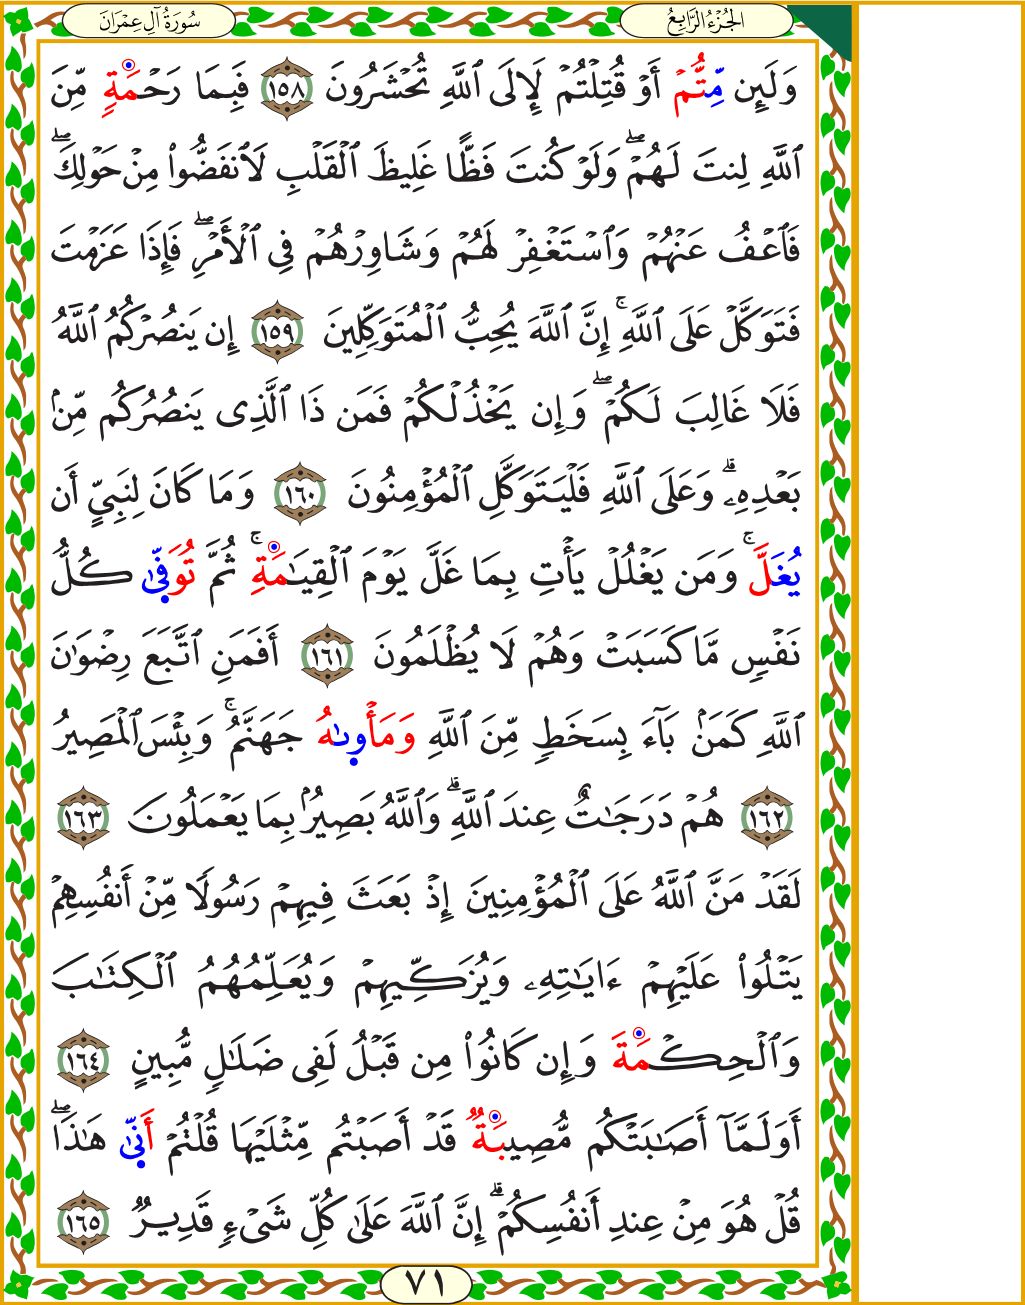 الجُزْءُ الرَّابِعُ
سُورَةُ آلِ عِمْرَانَ
وَلَئِن مِّتُّمۡ أَوۡ قُتِلۡتُمۡ لَإِلَى ٱللَّهِ تُحۡشَرُونَ ١٥٨ فَبِمَا رَحۡمَةٖ مِّنَ
ٱللَّهِ لِنتَ لَهُمۡۖ وَلَوۡ كُنتَ فَظًّا غَلِيظَ ٱلۡقَلۡبِ لَٱنفَضُّواْ مِنۡ حَوۡلِكَۖ
فَٱعۡفُ عَنۡهُمۡ وَٱسۡتَغۡفِرۡ لَهُمۡ وَشَاوِرۡهُمۡ فِي ٱلۡأَمۡرِۖ فَإِذَا عَزَمۡتَ
فَتَوَكَّلۡ عَلَى ٱللَّهِۚ إِنَّ ٱللَّهَ يُحِبُّ ٱلۡمُتَوَكِّلِينَ ١٥٩ إِن يَنصُرۡكُمُ ٱللَّهُ
فَلَا غَالِبَ لَكُمۡۖ وَإِن يَخۡذُلۡكُمۡ فَمَن ذَا ٱلَّذِى يَنصُرُكُم مِّنۢ
بَعۡدِهِۦۗ وَعَلَى ٱللَّهِ فَلۡيَتَوَكَّلِ ٱلۡمُؤۡمِنُونَ ١٦٠ وَمَا كَانَ لِنَبِيٍّ أَن
يُغَلَّۚ وَمَن يَغۡلُلۡ يَأۡتِ بِمَا غَلَّ يَوۡمَ ٱلۡقِيَٰمَةِۚ ثُمَّ تُوَفَّىٰ كُلُّ
نَفۡسٖ مَّا كَسَبَتۡ وَهُمۡ لَا يُظۡلَمُونَ ١٦١ أَفَمَنِ ٱتَّبَعَ رِضۡوَٰنَ
ٱللَّهِ كَمَنۢ بَآءَ بِسَخَطٖ مِّنَ ٱللَّهِ وَمَأۡوَىٰهُ جَهَنَّمُۚ وَبِئۡسَ ٱلۡمَصِيرُ
١٦٢ هُمۡ دَرَجَٰتٌ عِندَ ٱللَّهِۗ وَٱللَّهُ بَصِيرُۢ بِمَا يَعۡمَلُونَ ١٦٣
لَقَدۡ مَنَّ ٱللَّهُ عَلَى ٱلۡمُؤۡمِنِينَ إِذۡ بَعَثَ فِيهِمۡ رَسُولٗا مِّنۡ أَنفُسِهِمۡ
يَتۡلُواْ عَلَيۡهِمۡ ءَايَٰتِهِۦ وَيُزَكِّيهِمۡ وَيُعَلِّمُهُمُ ٱلۡكِتَٰبَ
وَٱلۡحِكۡمَةَ وَإِن كَانُواْ مِن قَبۡلُ لَفِى ضَلَٰلٖ مُّبِينٍ ١٦٤
أَوَلَمَّآ أَصَٰبَتۡكُم مُّصِيبَةٞ قَدۡ أَصَبۡتُم مِّثۡلَيۡهَا قُلۡتُمۡ أَنَّىٰ هَٰذَاۖ
قُلۡ هُوَ مِنۡ عِندِ أَنفُسِكُمۡۗ إِنَّ ٱللَّهَ عَلَىٰ كُلِّ شَىۡءٖ قَدِيرٞ ١٦٥
٧١